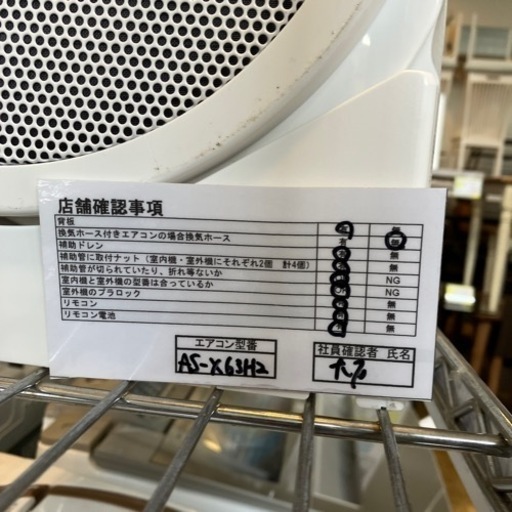 店舗確認事項
背板 有 無
換気ホース付きエアコンの場合換気ホース 有 無
補助ドレン 無
補助管に取付ナット（室内機・室外機にそれぞれ2個 計4個） 無
補助管が切られていたり、折れ等ないか NG
室内機と室外機の型番は合っているか NG
室外機のプラロック 無
リモコン 無
リモコン電池 無
エアコン型番
AS-X63H2
社員確認者 氏名